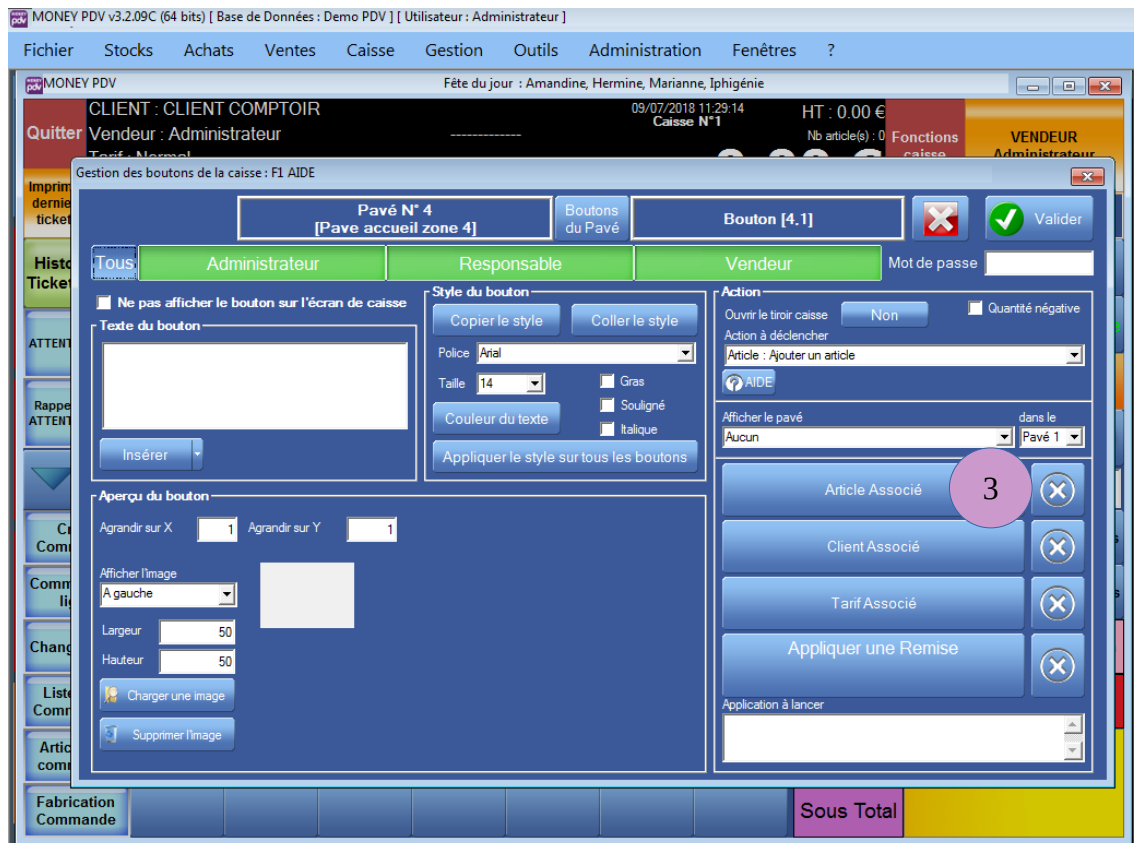 MONEY PDV v3.2.09C (64 bits) [ Base de Données : Demo PDV ] [ Utilisateur : Administrateur ]
Fichier Stocks Achats Ventes Caisse Gestion Outils Administration Fenêtres ?
MONEY PDV Fête du jour : Amandine, Hermine, Marianne, Iphigénie
CLIENT : CLIENT COMPTOIR 09/07/2018 11:29:14 HT : 0.00 €
Quitter Vendeur : Administrateur ------------- Caisse N°1 Nb article(s) : 0 Fonctions VENDEUR
Gestion des boutons de la caisse : F1 AIDE
ticket
Pavé N° 4
[Pave accueil zone 4]
Boutons
du Pavé
Bouton [4,1]
Valider
Tous Administrateur Responsable Vendeur Mot de passe
Ne pas afficher le bouton sur l'écran de caisse
Texte du bouton
Insérer
Style du bouton
Copier le style Coller le style
Police Arial
Taille 14 Gras
Souligné
Couleur du texte
Italique
Appliquer le style sur tous les boutons
Action
Ouvrir le tiroir caisse Non Quantité négative
Action à déclencher
Article : Ajouter un article
AIDE
Afficher le pavé dans le
Aucun Pavé 1
Article Associé 3
Client Associé
Tarif Associé
Appliquer une Remise
Application à lancer
Aperçu du bouton
Agrandir sur X 1 Agrandir sur Y 1
Afficher l'image
A gauche
Largeur 50
Hauteur 50
Charger une image
Supprimer l'image
Fabrication
Commande
Sous Total